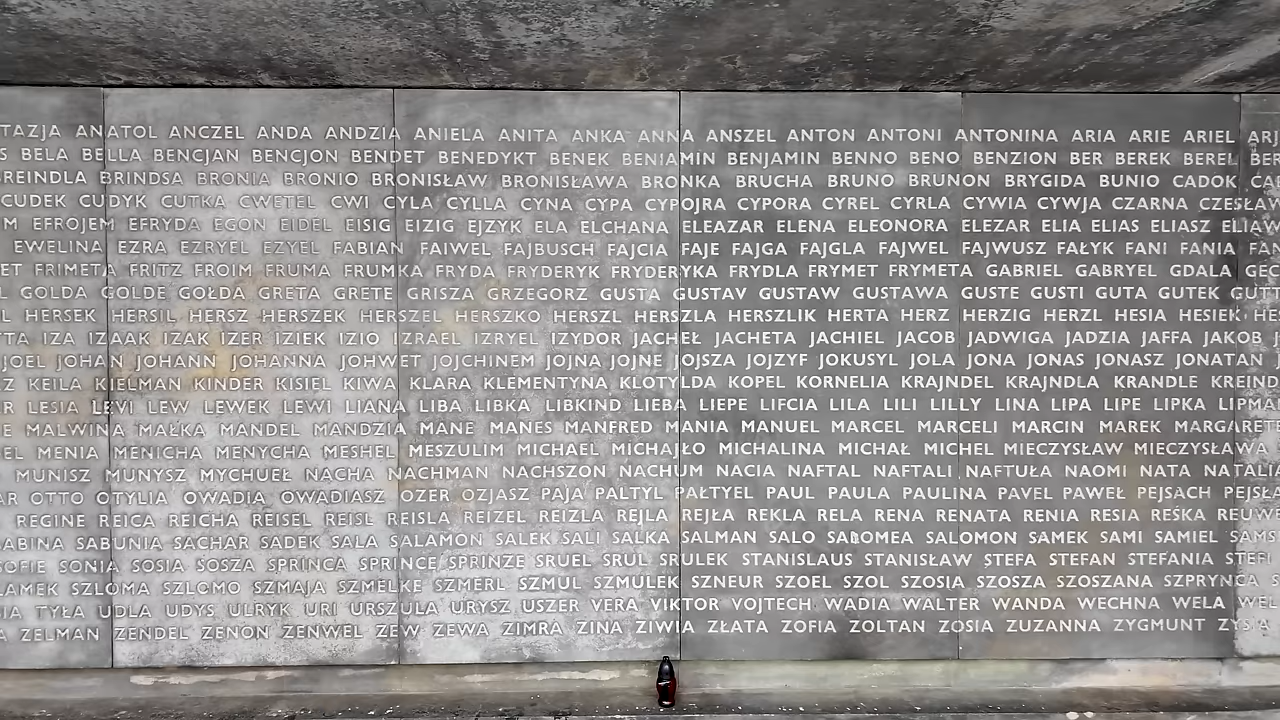 TAZJA ANATOL ANCZEL ANDA ANDZIA ANIELA ANITA ANKA ANNA ANSZEL ANTON ANTONI ANTONINA ARIA ARIE ARIEL ARJ
S BELA BELLA BENCJAN BENCJON BENDET BENEDYKT BENEK BENIAMIN BENJAMIN BENNO BENO BENZION BER BEREK BEREL BER
BREINDLA BRINDSA BRONIA BRONIO BRONISŁAW BRONISŁAWA BRONKA BRUCHA BRUNO BRUNON BRYGIDA BUNIO CADOK CA
CUDEK CUDYK CUTKA CWETEL CWI CYLA CYLLA CYNA CYPA CYPOJRA CYPORA CYREL CYRLA CYWIA CYWJA CZARNA CZESŁAW
M EFROJEM EFRYDA EGON EIDEL EISIG EIZIG EJZYK ELA ELCHANA ELEAZAR ELENA ELEONORA ELEZAR ELIA ELIAS ELIASZ ELIAW
EWELINA EZRA EZRYEL EZYEL FABIAN FAIWEL FAJBUSCH FAJCIA FAJE FAJGA FAJGLA FAJWEL FAJWUSZ FAŁYK FANI FANIA FAN
ET FRIMETA FRITZ FROIM FRUMA FRUMKA FRYDA FRYDERYK FRYDERYKA FRYDLA FRYMET FRYMETA GABRIEL GABRYEL GDALA GEC
L GOLDA GOLDE GOŁDA GRETA GRETE GRISZA GRZEGORZ GUSTA GUSTAV GUSTAW GUSTAWA GUSTE GUSTI GUTA GUTEK GUTT
L HERSEK HERSIL HERSZ HERSZEK HERSZEL HERSZKO HERSZL HERSZLA HERSZLIK HERTA HERZ HERZIG HERZL HESIA HESIEK HES
TA IZA IZAAK IZAK IZER IZIEK IZIO IZRAEL IZRYEL IZYDOR JACHEŁ JACHETA JACHIEL JACOB JADWIGA JADZIA JAFFA JAKOB J
JOEL JOHAN JOHANN JOHANNA JOHWET JOJCHINEM JOJNA JOJNE JOJSZA JOJZYF JOKUSYL JOLA JONA JONAS JONASZ JONATAN
Z KEILA KIELMAN KINDER KISIEL KIWA KLARA KLEMENTYNA KLOTYLDA KOPEL KORNELIA KRAJNDEL KRAJNDLA KRANDLE KREIND
R LESIA LEVI LEW LEWEK LEWI LIANA LIBA LIBKA LIBKIND LIEBA LIEPE LIFCIA LILA LILI LILLY LINA LIPA LIPE LIPKA LIPMA
E MALWINA MAŁKA MANDEL MANDZIA MANE MANES MANFRED MANIA MANUEL MARCEL MARCELI MARCIN MAREK MARGARETE
EL MENIA MENICHA MENYCHA MESHEL MESZULIM MICHAEL MICHAJŁO MICHALINA MICHAŁ MICHEL MIECZYSŁAW MIECZYSŁAWA
MUNISZ MUNYSZ MYCHUEŁ NACHA NACHMAN NACHSZON NACHUM NACIA NAFTAL NAFTALI NAFTUŁA NAOMI NATA NATALIA
AR OTTO OTYLIA OWADIA OWADIASZ OZER OZJASZ PAJA PALTYL PAŁTYEL PAUL PAULA PAULINA PAVEL PAWEŁ PEJSACH PEJSA
REGINE REICA REICHA REISEL REISL REISLA REIZEL REIZLA REJLA REJŁA REKLA RELA RENA RENATA RENIA RESIA REŚKA REUWE
SABINA SABUNIA SACHAR SADEK SALA SALAMON SALEK SALI SALKA SALMAN SALO SALOMEA SALOMON SAMEK SAMI SAMIEL SAMS
SOFIE SONIA SOSIA SOSZA SPRINCA SPRINCE SPRINZE SRUEL SRUL SRULEK STANISLAUS STANISŁAW STEFA STEFAN STEFANIA STEFI
LAMEK SZLOMA SZLOMO SZMAJA SZMELKE SZMERL SZMUL SZMULEK SZNEUR SZOEL SZOL SZOSIA SZOSZA SZOSZANA SZPRYNCA S
IA TYŁA UDLA UDYS ULRYK URI URSZULA URYSZ USZER VERA VIKTOR VOJTECH WADIA WALTER WANDA WECHNA WELA WEL
A ZELMAN ZENDEL ZENON ZENWEL ZEW ZEWA ZIMRA ZINA ZIWIA ZŁATA ZOFIA ZOLTAN ZOSIA ZUZANNA ZYGMUNT